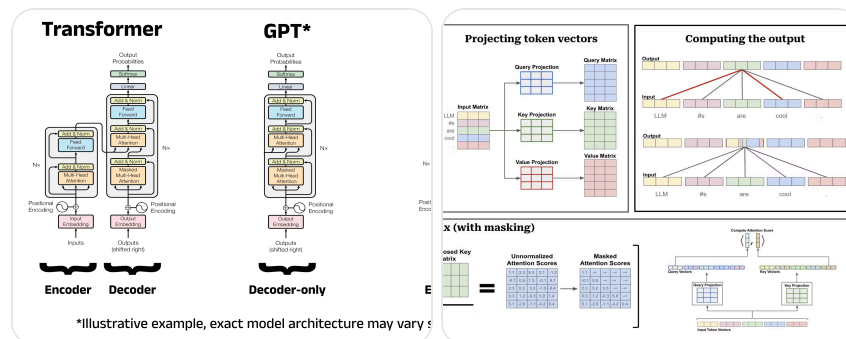 Transformer
GPT*
Output
Probabilities
Softmax
Linear
Add & Norm
Feed
Forward
Add & Norm
Multi-Head
Attention
Add & Norm
Masked
Multi-Head
Attention
Nx
Add & Norm
Feed
Forward
Add & Norm
Multi-Head
Attention
Nx
Positional
Encoding
Positional
Encoding
Input
Embedding
Output
Embedding
Inputs
Outputs
(shifted right)
Encoder
Decoder
Output
Probabilities
Softmax
Linear
Add & Norm
Feed
Forward
Add & Norm
Multi-Head
Attention
Add & Norm
Masked
Multi-Head
Attention
Nx
Positional
Encoding
Output
Embedding
Outputs
(shifted right)
Decoder-only
*Illustrative example, exact model architecture may vary
Projecting token vectors
Input Matrix
LLM
#s
are
cool
.
Query Projection
Query Matrix
Key Projection
Key Matrix
Value Projection
Value Matrix
Computing the output
Output
Input
LLM #s are cool .
Output
Input
LLM #s are cool .
x (with masking)
Unnormalized
Attention Scores
Masked
Attention Scores
=
Compute Attention
Score
Query Vectors
Key Vectors
Query Projection
Key Projection
Input Token Vectors